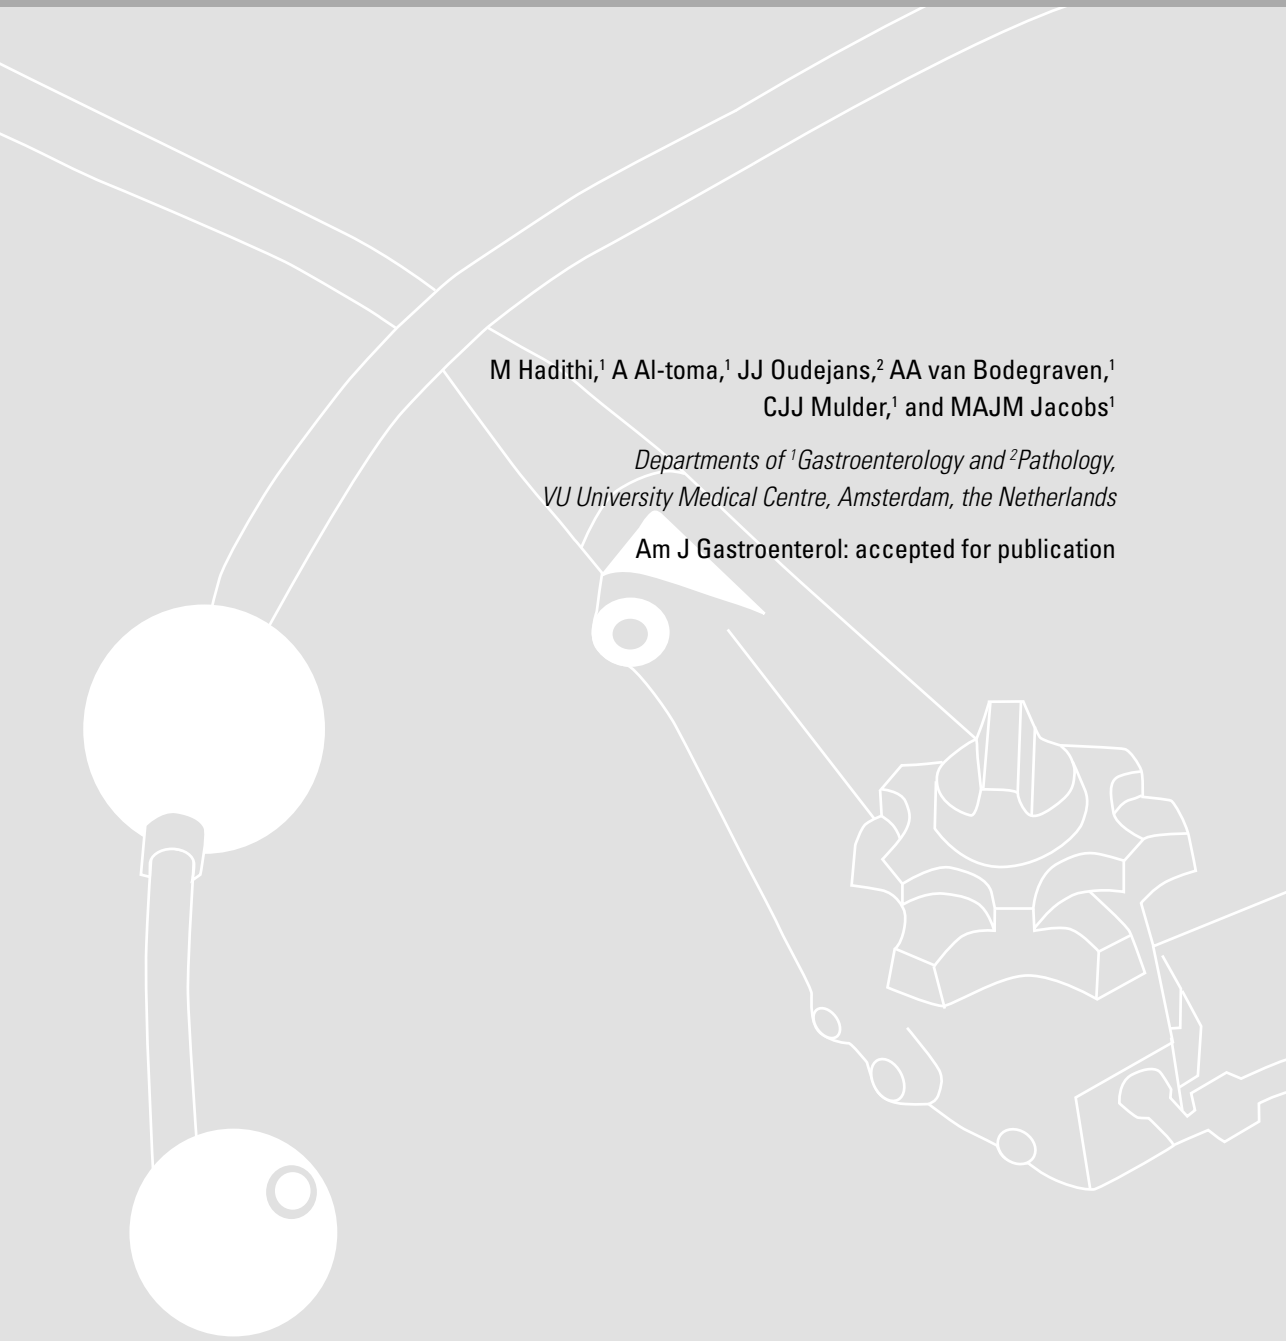 M Hadithi,¹ A Al-toma,¹ JJ Oudejans,² AA van Bodegraven,¹
CJJ Mulder,¹ and MAJM Jacobs¹
Departments of ¹Gastroenterology and ²Pathology,
VU University Medical Centre, Amsterdam, the Netherlands
Am J Gastroenterol: accepted for publication